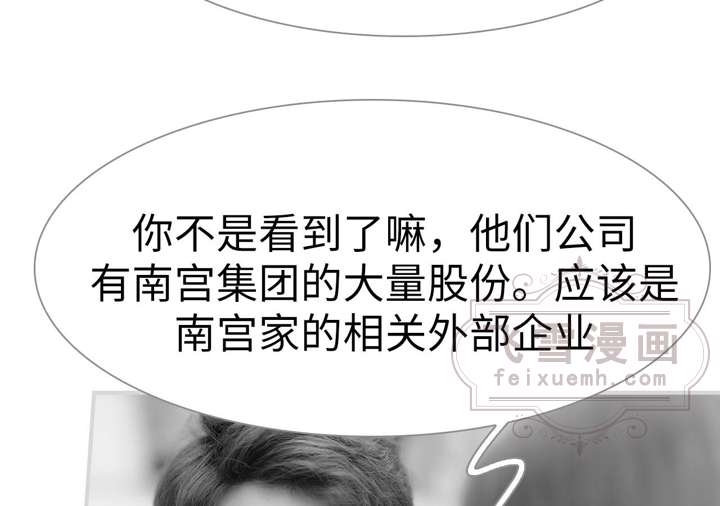 你不是看到了嘛，他们公司
有南宫集团的大量股份。应该是
南宫家的相关外部企业
飞雪漫画
feixuemh.com